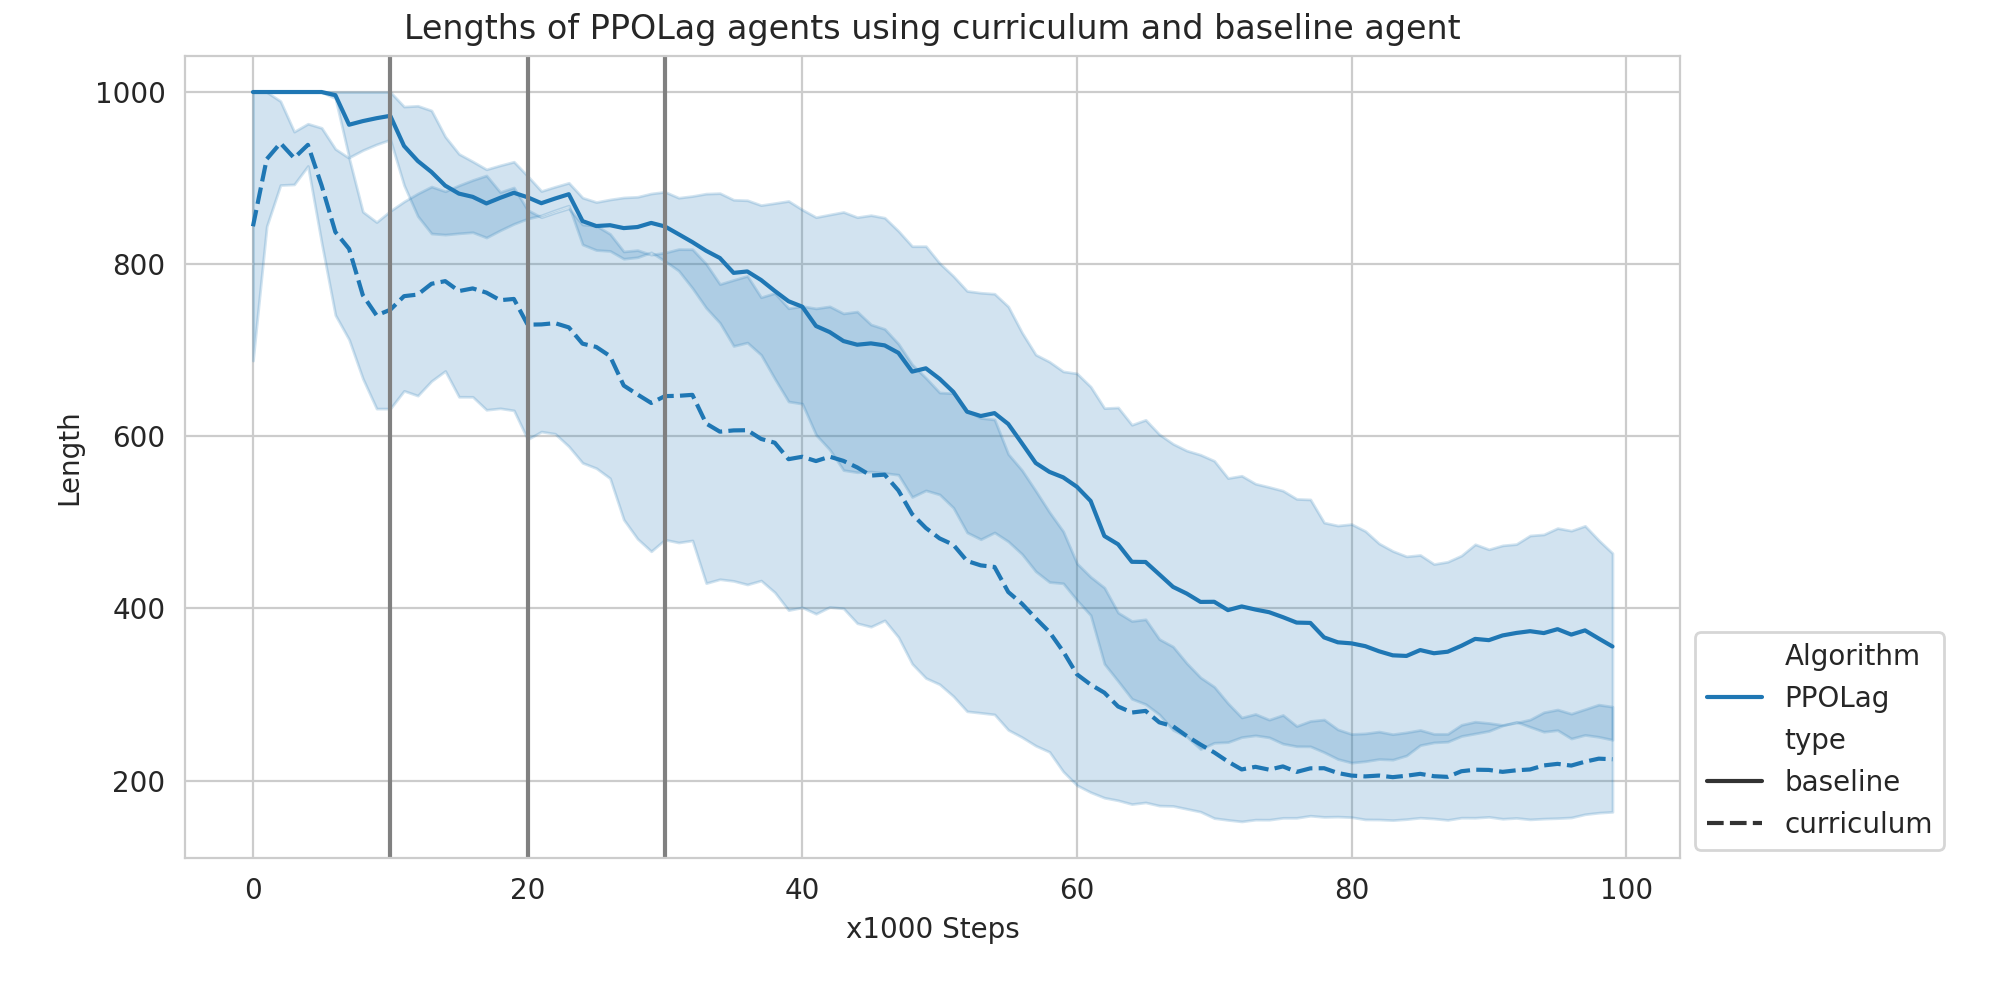 Lengths of PPOLag agents using curriculum and baseline agent
1000
800
600
400
200
Length
0 20 40 60 80 100
x1000 Steps
Algorithm
PPOLag
type
baseline
curriculum